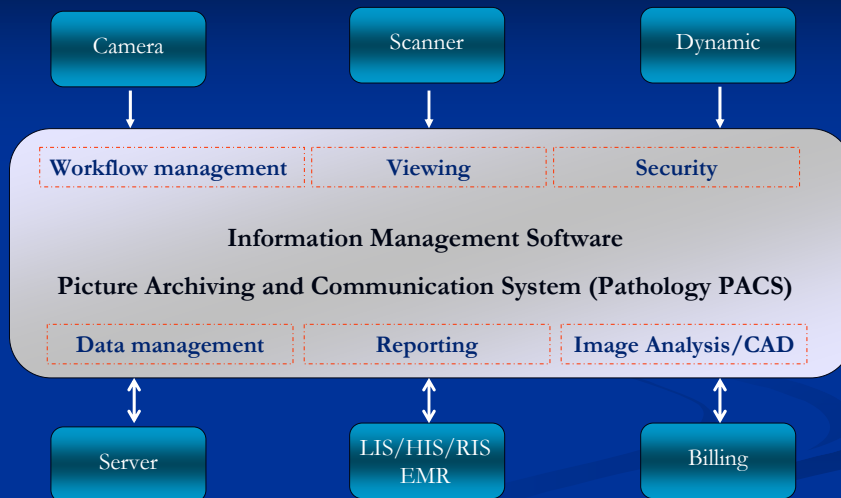 Camera
Scanner
Dynamic
Workflow management
Viewing
Security
Information Management Software
Picture Archiving and Communication System (Pathology PACS)
Data management
Reporting
Image Analysis/CAD
Server
LIS/HIS/RIS
EMR
Billing